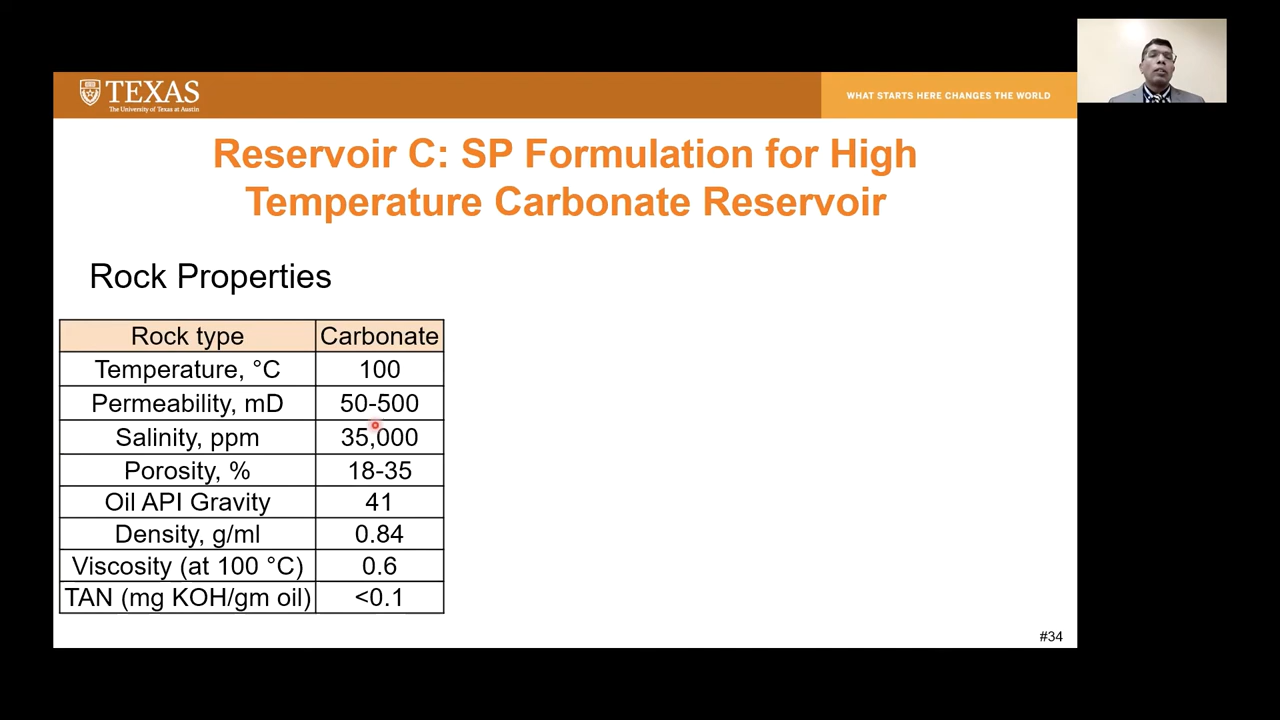 TEXAS
The University of Texas at Austin
WHAT STARTS HERE CHANGES THE WORLD
Reservoir C: SP Formulation for High
Temperature Carbonate Reservoir
Rock Properties
Rock type Carbonate
Temperature, °C 100
Permeability, mD 50-500
Salinity, ppm 35,000
Porosity, % 18-35
Oil API Gravity 41
Density, g/ml 0.84
Viscosity (at 100 °C) 0.6
TAN (mg KOH/gm oil) <0.1
#34